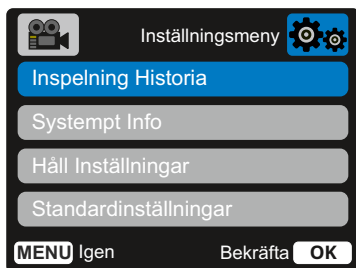 Inställningsmeny
Inspelning Historia
Systempt Info
Håll Inställningar
Standardinställningar
MENU Igen Bekräfta OK